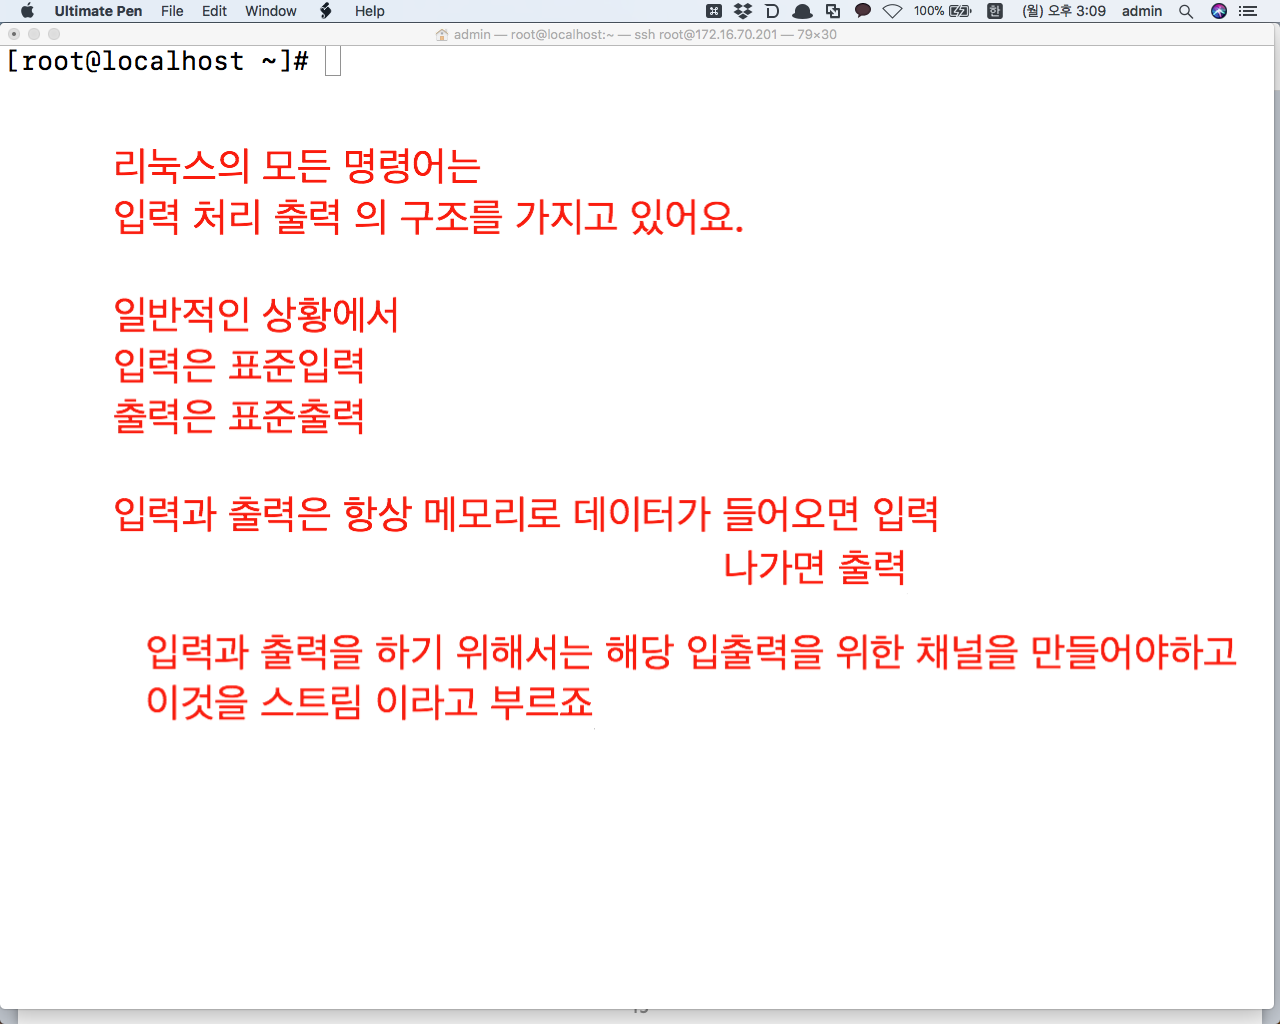 Ultimate Pen File Edit Window Help 100% 한 (월) 오후 3:09 admin
admin — root@localhost:~ — ssh root@172.16.70.201 — 79×30
[root@localhost ~]#
리눅스의 모든 명령어는
입력 처리 출력 의 구조를 가지고 있어요.
일반적인 상황에서
입력은 표준입력
출력은 표준출력
입력과 출력은 항상 메모리로 데이터가 들어오면 입력
나가면 출력
입력과 출력을 하기 위해서는 해당 입출력을 위한 채널을 만들어야하고
이것을 스트림 이라고 부르죠